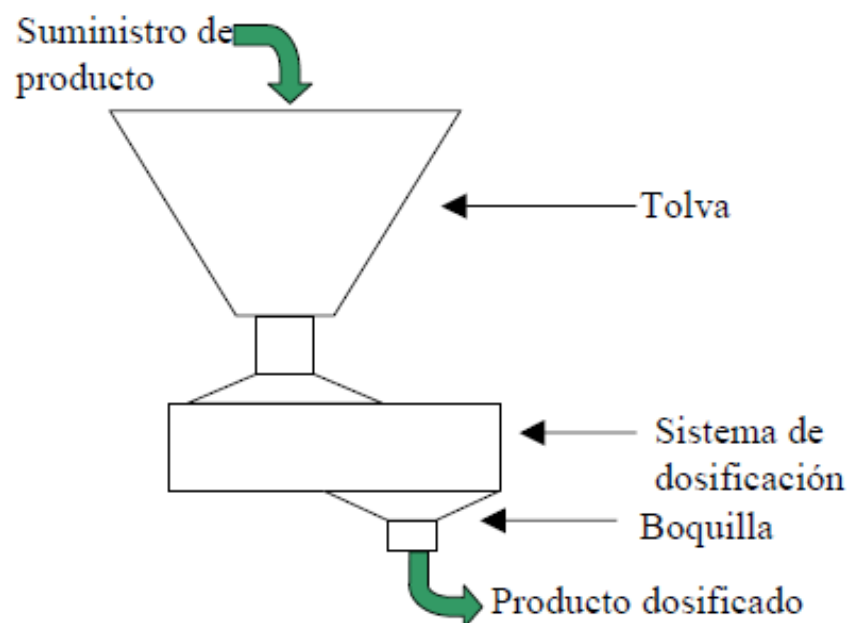 Suministro de
producto
Tolva
Sistema de
dosificación
Boquilla
Producto dosificado